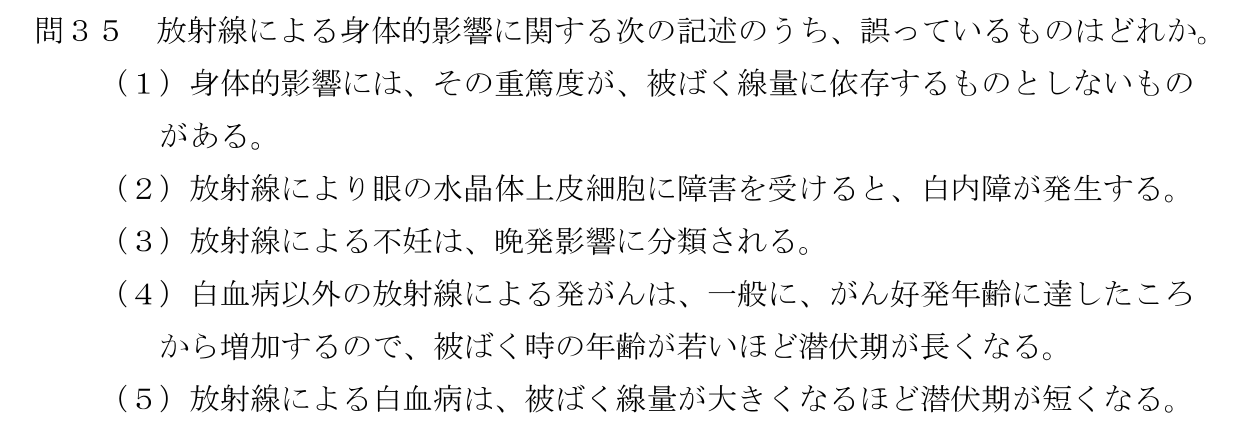 問３５　放射線による身体的影響に関する次の記述のうち、誤っているものはどれか。
（１）身体的影響には、その重篤度が、被ばく線量に依存するものとしないもの
がある。
（２）放射線により眼の水晶体上皮細胞に障害を受けると、白内障が発生する。
（３）放射線による不妊は、晩発影響に分類される。
（４）白血病以外の放射線による発がんは、一般に、がん好発年齢に達したころ
から増加するので、被ばく時の年齢が若いほど潜伏期が長くなる。
（５）放射線による白血病は、被ばく線量が大きくなるほど潜伏期が短くなる。